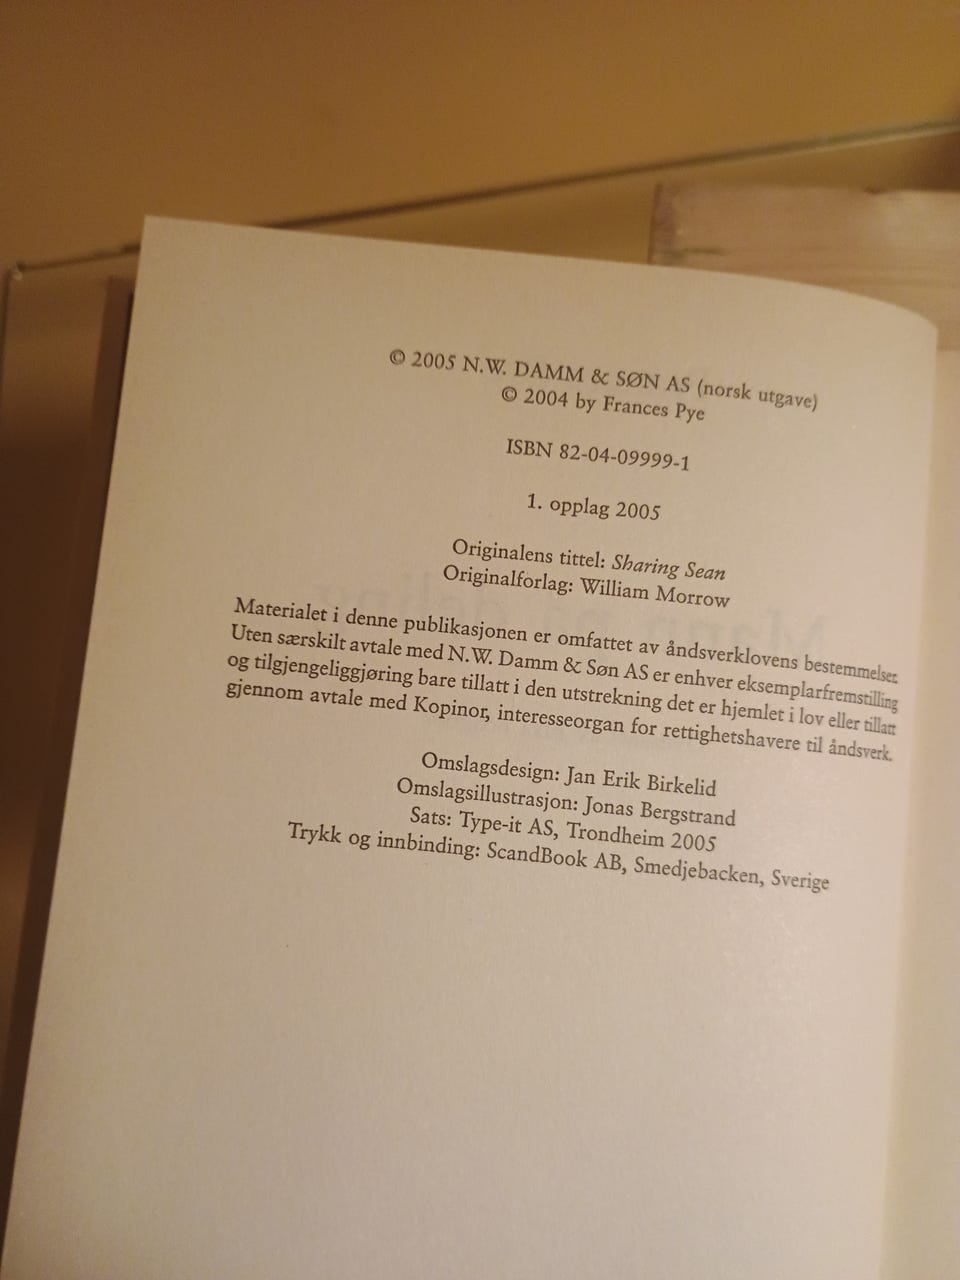 © 2005 N.W. DAMM & SØN AS (norsk utgave)
© 2004 by Frances Pye
ISBN 82-04-09999-1
1. opplag 2005
Originalens tittel: Sharing Sean
Originalforlag: William Morrow
Materialet i denne publikasjonen er omfattet av åndsverklovens bestemmelser.
Uten særskilt avtale med N.W. Damm & Søn AS er enhver eksemplarfremstilling
og tilgjengeliggjøring bare tillatt i den utstrekning det er hjemlet i lov eller tillatt
gjennom avtale med Kopinor, interesseorgan for rettighetshavere til åndsverk.
Omslagsdesign: Jan Erik Birkelid
Omslagsillustrasjon: Jonas Bergstrand
Sats: Type-it AS, Trondheim 2005
Trykk og innbinding: ScandBook AB, Smedjebacken, Sverige